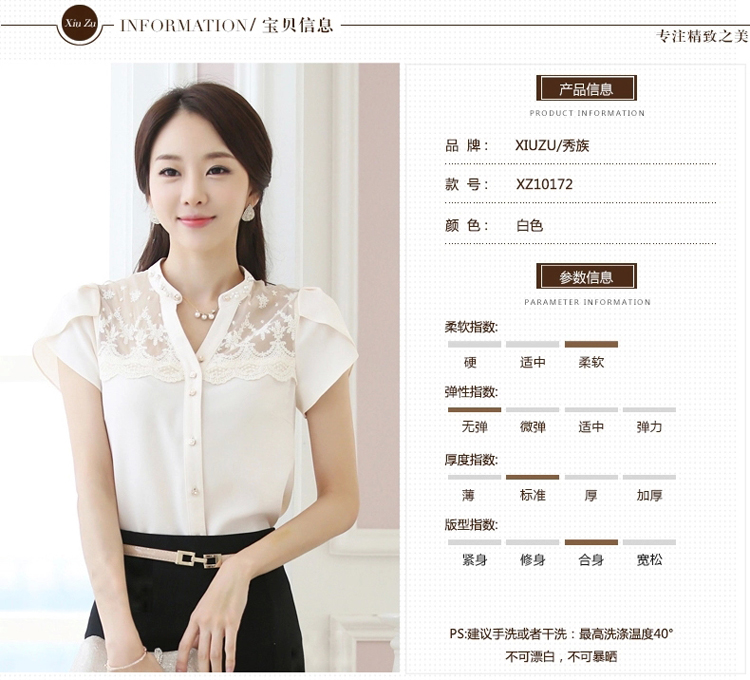 Xiu Zu INFORMATION/ 宝贝信息
专注精致之美
产品信息
PRODUCT INFORMATION
品 牌： XIUZU/秀族
款 号： XZ10172
颜 色： 白色
参数信息
PARAMETER INFORMATION
柔软指数:
硬 适中 柔软
弹性指数:
无弹 微弹 适中 弹力
厚度指数:
薄 标准 厚 加厚
版型指数:
紧身 修身 合身 宽松
PS:建议手洗或者干洗：最高洗涤温度40°
不可漂白，不可暴晒